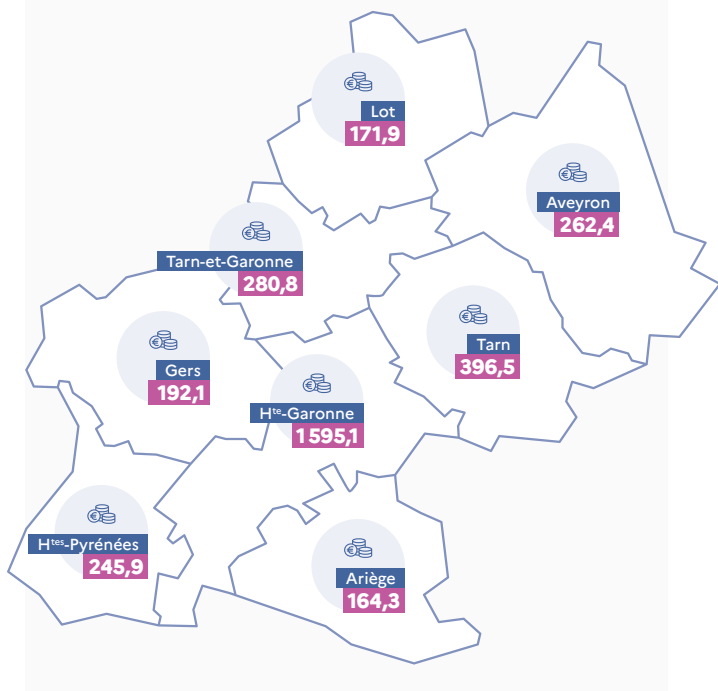 Lot
171,9
Aveyron
262,4
Tarn-et-Garonne
280,8
Tarn
396,5
Gers
192,1
Hte-Garonne
1 595,1
Htes-Pyrénées
245,9
Ariège
164,3